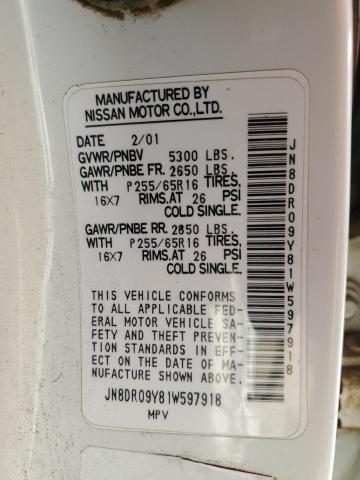 MANUFACTURED BY
NISSAN MOTOR CO.,LTD.
DATE 2/01
GVWR/PNBV 5300 LBS.
GAWR/PNBE FR. 2650 LBS.
WITH P255/65R16 TIRES,
16X7 RIMS.AT 26 PSI
COLD SINGLE.
GAWR/PNBE RR. 2850 LBS.
WITH P255/65R16 TIRES,
16X7 RIMS.AT 26 PSI
COLD SINGLE.
THIS VEHICLE CONFORMS
TO ALL APPLICABLE FED-
ERAL MOTOR VEHICLE SA-
FETY AND THEFT PREVEN-
TION STANDARDS IN EFF-
ECT ON THE DATE OF MA-
NUFACTURE SHOWN ABOVE.
JN8DR09Y81W597918
MPV
JN8DR09Y81W597918